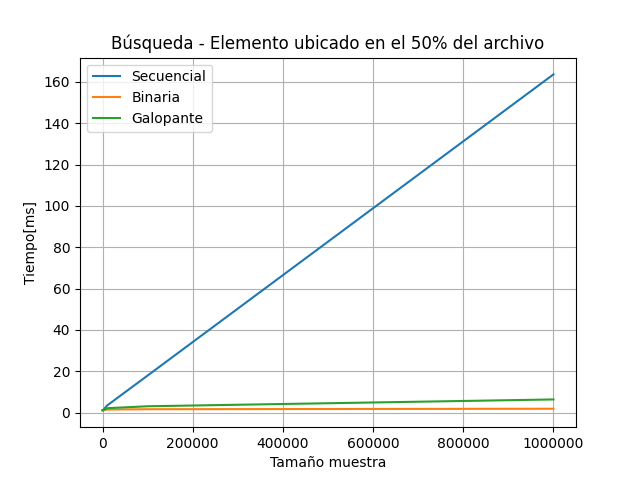 Búsqueda - Elemento ubicado en el 50% del archivo
Secuencial
Binaria
Galopante
160
140
120
100
80
60
40
20
0
Tiempo[ms]
0 200000 400000 600000 800000 1000000
Tamaño muestra